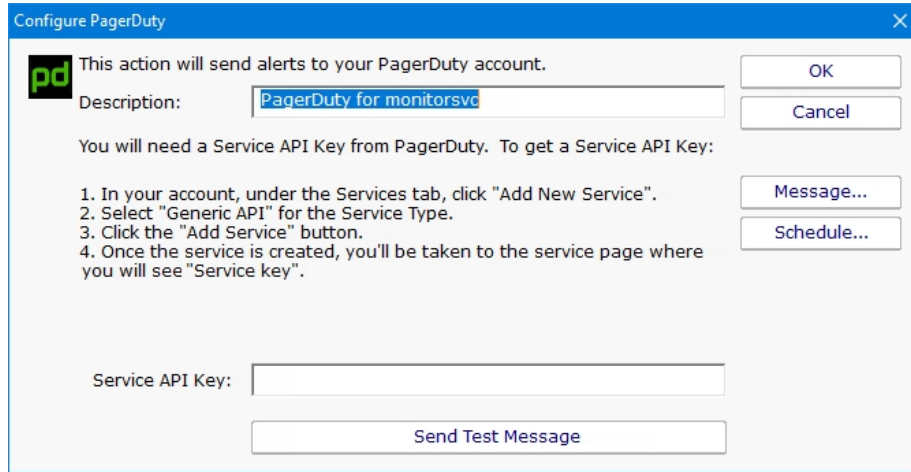 Configure PagerDuty
pd
This action will send alerts to your PagerDuty account.
OK
Description:
PagerDuty for monitorsvc
Cancel
You will need a Service API Key from PagerDuty. To get a Service API Key:
1. In your account, under the Services tab, click "Add New Service".
Message...
2. Select "Generic API" for the Service Type.
3. Click the "Add Service" button.
Schedule...
4. Once the service is created, you'll be taken to the service page where
you will see "Service key".
Service API Key:
Send Test Message